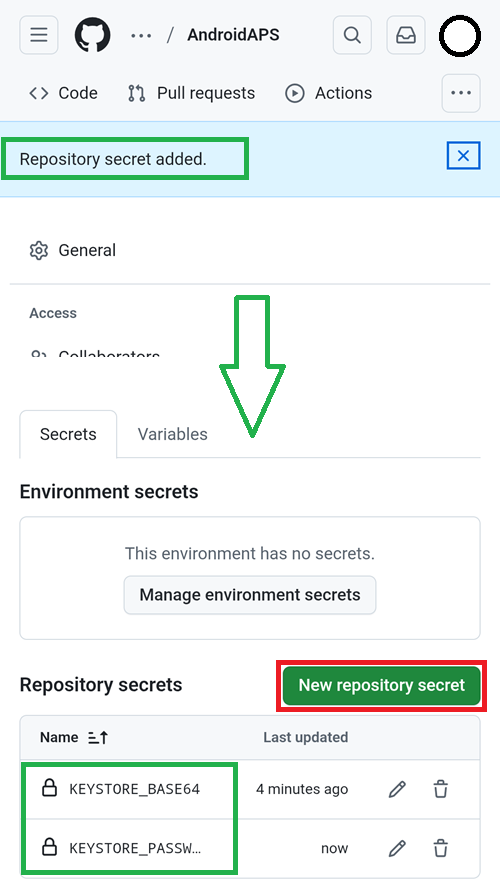 ··· / AndroidAPS
Code Pull requests Actions ···
Repository secret added.
General
Access
Collaborators
Secrets Variables
Environment secrets
This environment has no secrets.
Manage environment secrets
Repository secrets New repository secret
Name Last updated
KEYSTORE_BASE64 4 minutes ago
KEYSTORE_PASSW… now